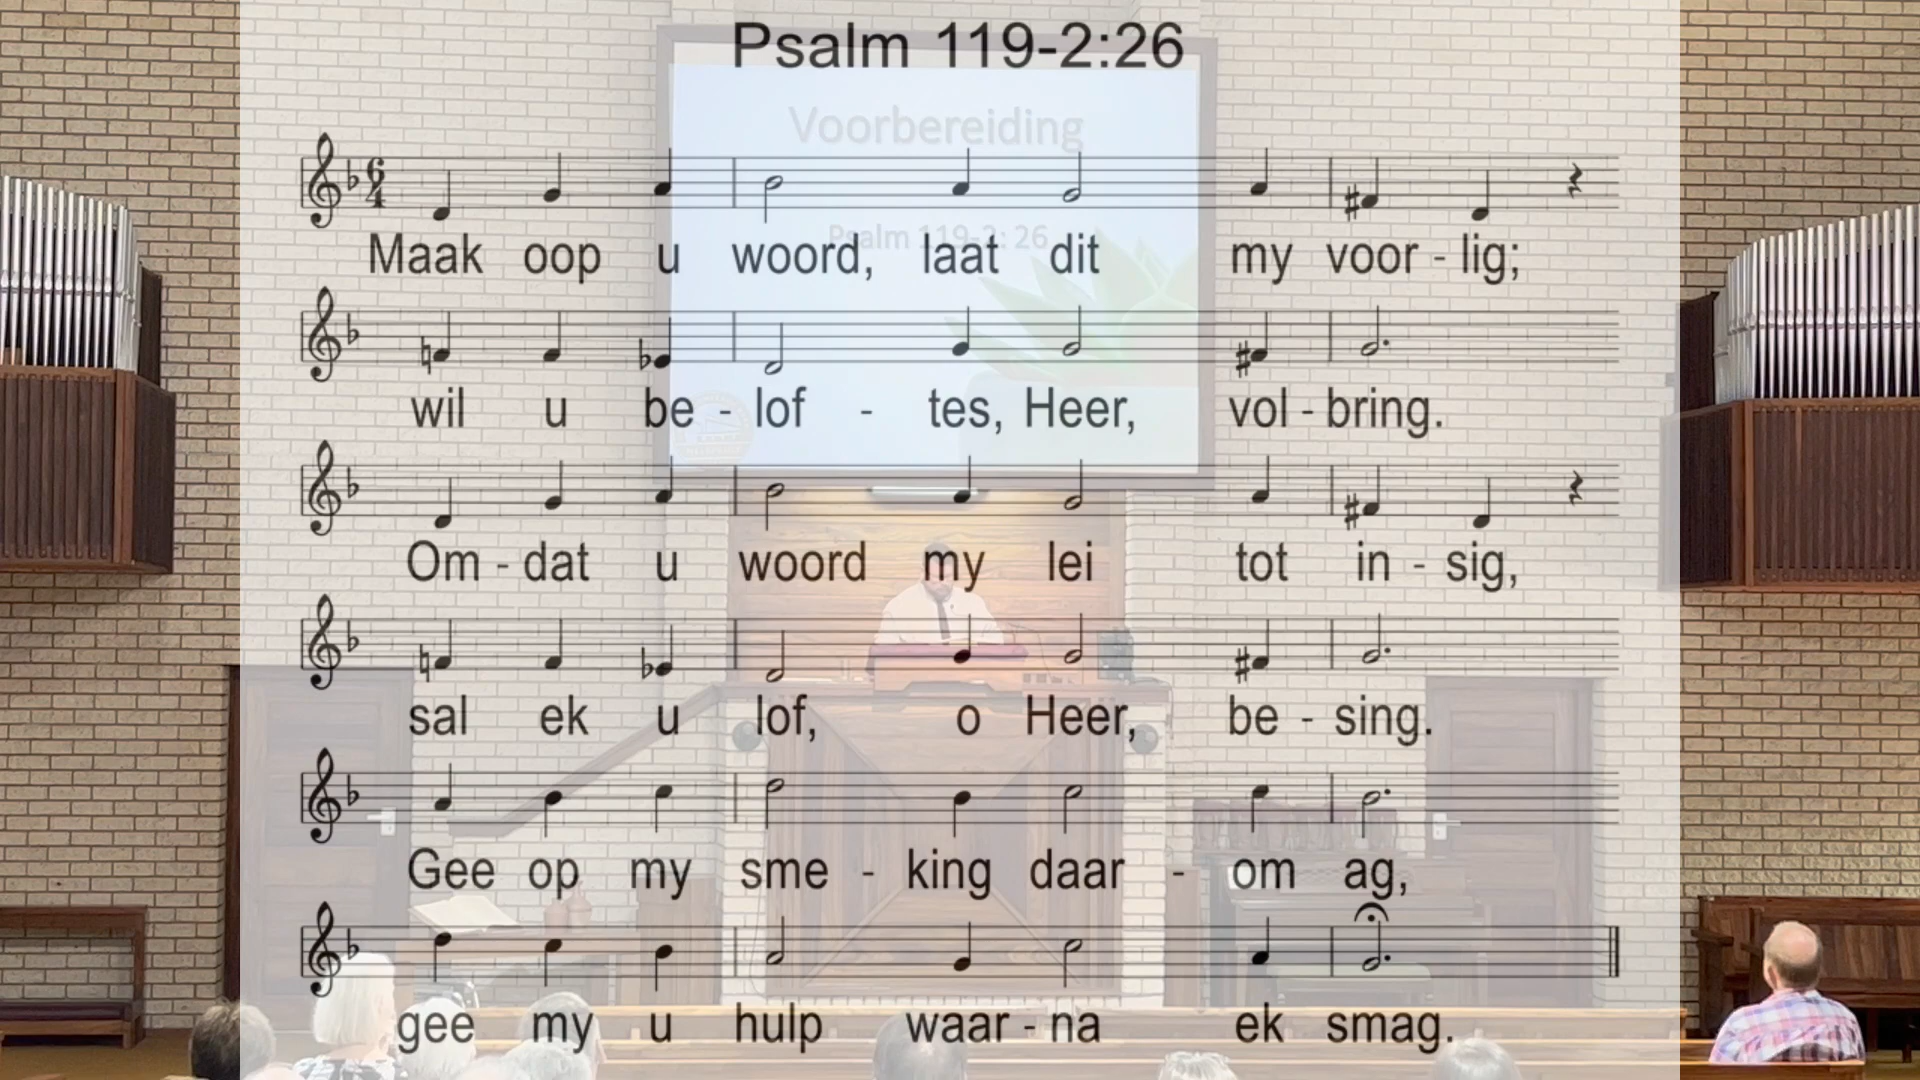 Psalm 119-2:26
Voorbereiding
Psalm 119-2: 26
Maak oop u woord, laat dit my voor - lig;
wil u be - lof - tes, Heer, vol - bring.
Om - dat u woord my lei tot in - sig,
sal ek u lof, o Heer, be - sing.
Gee op my sme - king daar - om ag,
gee my u hulp waar - na ek smag.